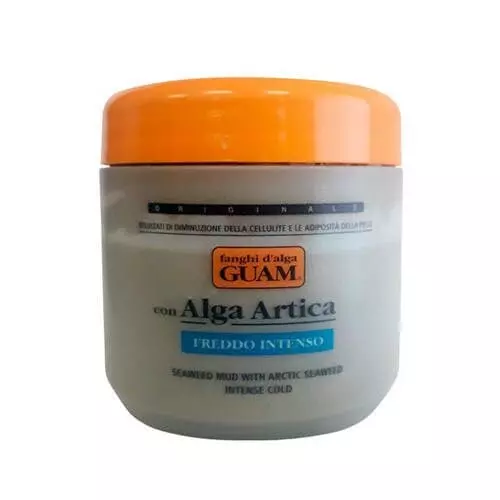 ORIGINALE
RISULTATI DI DIMINUZIONE DELLA CELLULITE E LE ADIPOSITÀ DELLA PELLE
fanghi d'alga
GUAM®
con Alga Artica
FREDDO INTENSO
SEAWEED MUD WITH ARCTIC SEAWEED
INTENSE COLD